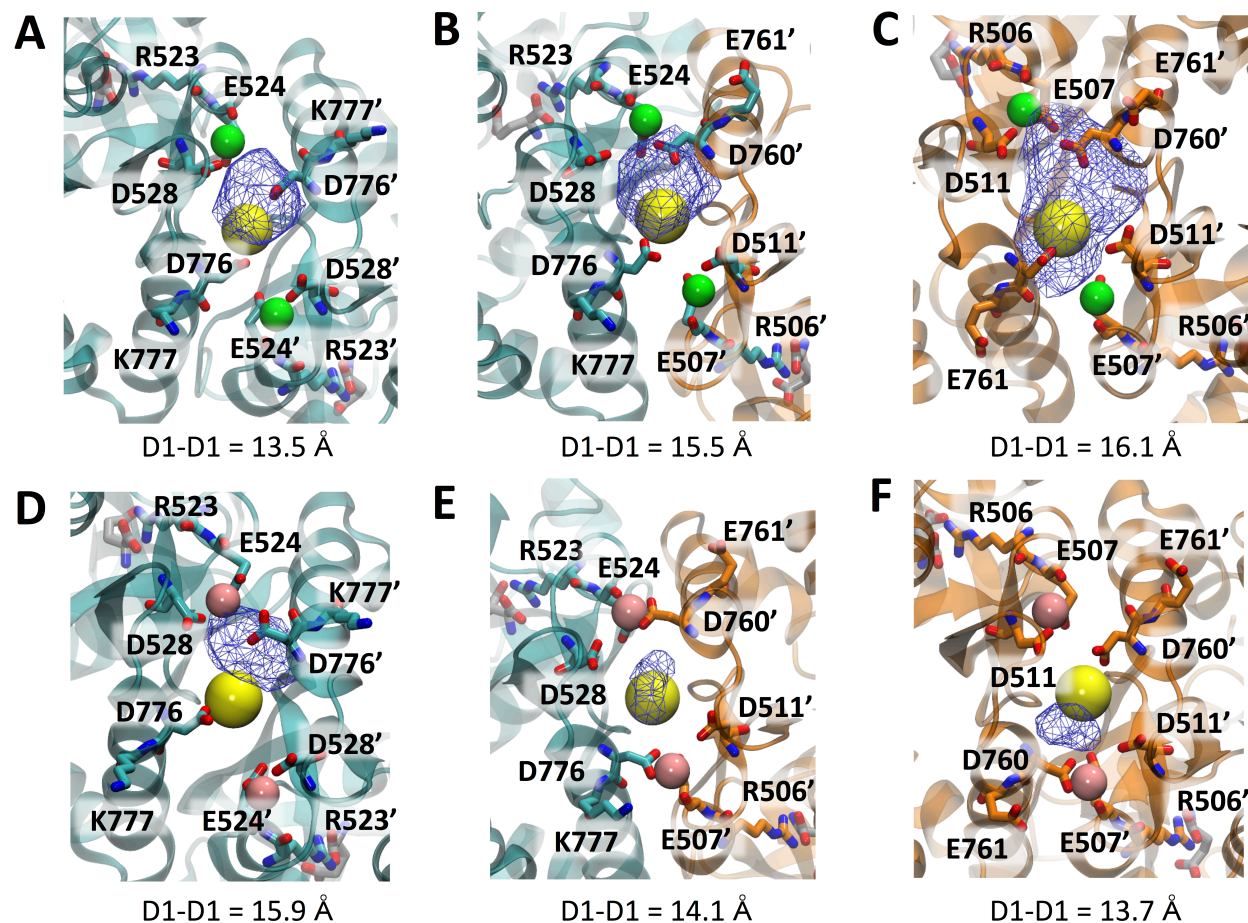 A
R523
E524
K777’
D528
D776’
D776
D528’
K777
E524’
R523’
D1-D1 = 13.5 Å
B
E761’
R523
E524
D760’
D528
D511’
D776
K777
E507’
R506’
D1-D1 = 15.5 Å
C
R506
E761’
E507
D760’
D511
D511’
R506’
E507’
E761
D1-D1 = 16.1 Å
D
R523
E524
K777’
D528
D776’
D776
D528’
K777
E524’
R523’
D1-D1 = 15.9 Å
E
E761’
R523
E524
D760’
D528
D511’
D776
R506’
K777
E507’
D1-D1 = 14.1 Å
F
R506
E507
E761’
D760’
D511
D511’
D760
R506’
E761
E507’
D1-D1 = 13.7 Å